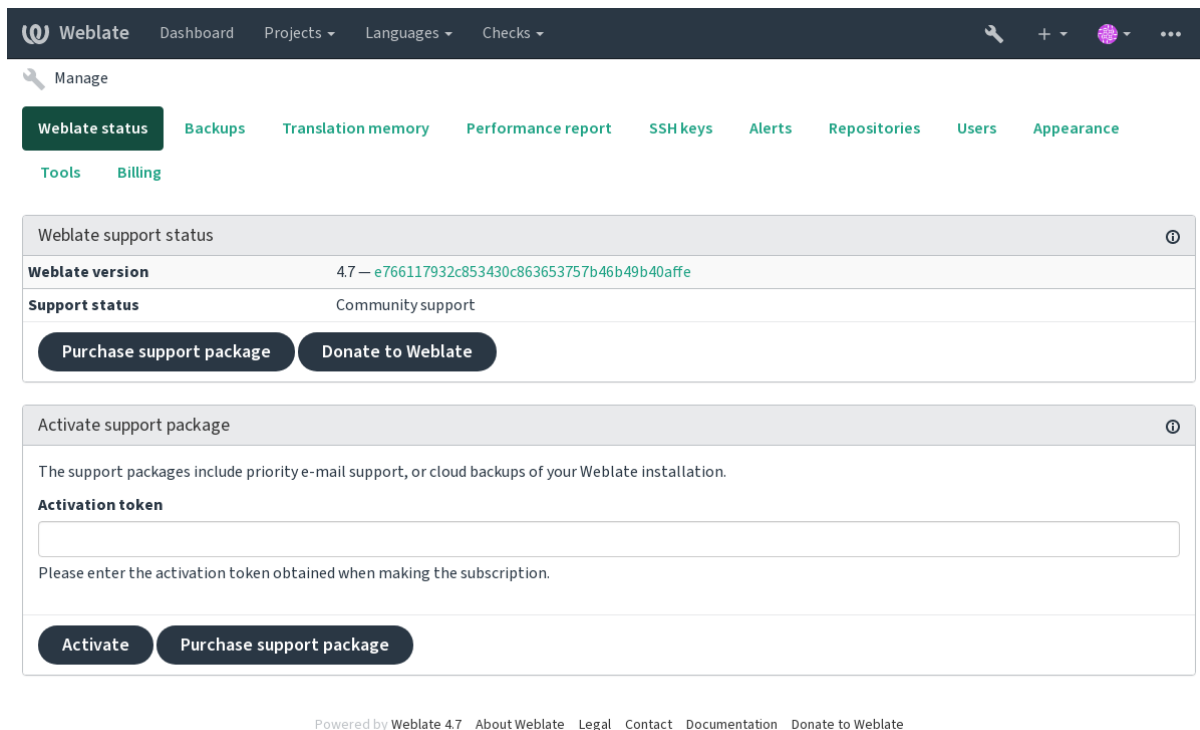 Weblate Dashboard Projects Languages Checks
Manage
Weblate status Backups Translation memory Performance report SSH keys Alerts Repositories Users Appearance
Tools Billing
Weblate support status
Weblate version 4.7 — e766117932c853430c863653757b46b49b40affe
Support status Community support
Purchase support package Donate to Weblate
Activate support package
The support packages include priority e-mail support, or cloud backups of your Weblate installation.
Activation token
Please enter the activation token obtained when making the subscription.
Activate Purchase support package
Powered by Weblate 4.7 About Weblate Legal Contact Documentation Donate to Weblate